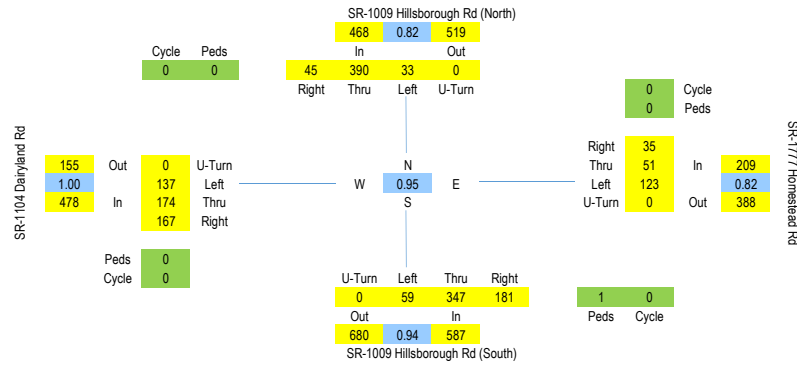 SR-1009 Hillsborough Rd (North)
468 0.82 519
Cycle Peds In Out
0 0 45 390 33 0
Right Thru Left U-Turn
0 Cycle
0 Peds
SR-1104 Dairyland Rd
155 Out 0 U-Turn
1.00 137 Left
478 In 174 Thru
167 Right
N
W 0.95 E
S
Right 35
Thru 51 In 209
Left 123 0.82
U-Turn 0 Out 388
SR-1777 Homestead Rd
Peds 0
Cycle 0
U-Turn Left Thru Right
0 59 347 181 1 0
Out In Peds Cycle
680 0.94 587
SR-1009 Hillsborough Rd (South)